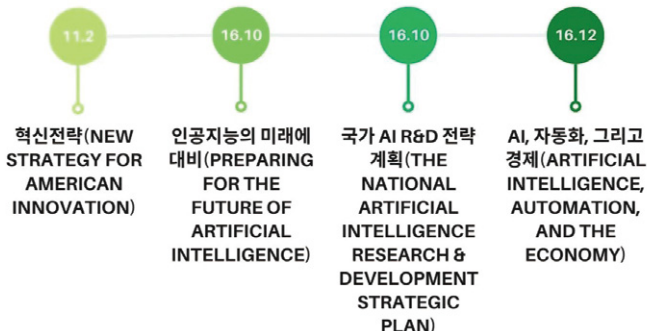 11.2
16.10
16.10
16.12
혁신전략(NEW
STRATEGY FOR
AMERICAN
INNOVATION)
인공지능의 미래에
대비(PREPARING
FOR THE
FUTURE OF
ARTIFICIAL
INTELLIGENCE)
국가 AI R&D 전략
계획(THE
NATIONAL
ARTIFICIAL
INTELLIGENCE
RESEARCH &
DEVELOPMENT
STRATEGIC
PLAN)
AI, 자동화, 그리고
경제(ARTIFICIAL
INTELLIGENCE,
AUTOMATION,
AND THE
ECONOMY)